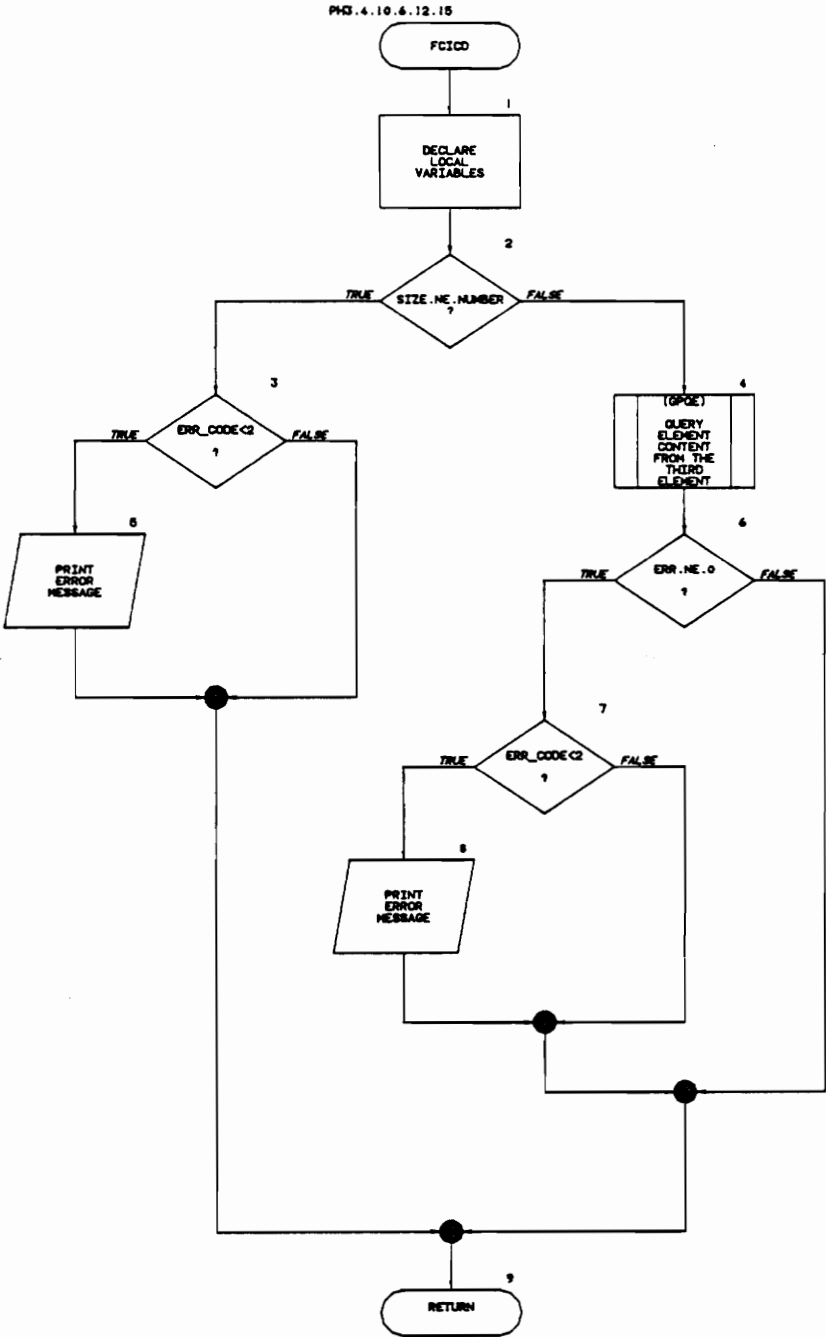 PH3.4.10.6.12.15
FCICD
1
DECLARE
LOCAL
VARIABLES
2
TRUE
SIZE.NE.NUMBER
?
FALSE
3
TRUE
ERR_CODE<2
?
FALSE
4
(GPQE)
QUERY
ELEMENT
CONTENT
FROM THE
THIRD
ELEMENT
5
PRINT
ERROR
MESSAGE
6
TRUE
ERR.NE.0
?
FALSE
7
TRUE
ERR_CODE<2
?
FALSE
8
PRINT
ERROR
MESSAGE
9
RETURN